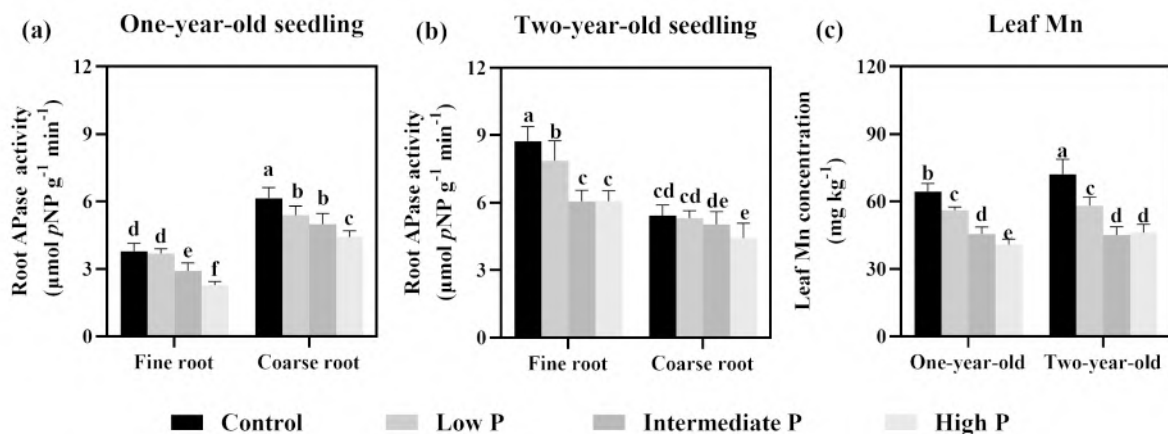 (a) One-year-old seedling
Root APase activity
(μmol pNP g⁻¹ min⁻¹)
12
9
6
3
0
d d e f
a b b c
Fine root Coarse root
(b) Two-year-old seedling
Root APase activity
(μmol pNP g⁻¹ min⁻¹)
12
9
6
3
0
a b c c
cd cd de e
Fine root Coarse root
(c) Leaf Mn
Leaf Mn concentration
(mg kg⁻¹)
120
90
60
30
0
b c d e
a c d d
One-year-old Two-year-old
Control Low P Intermediate P High P